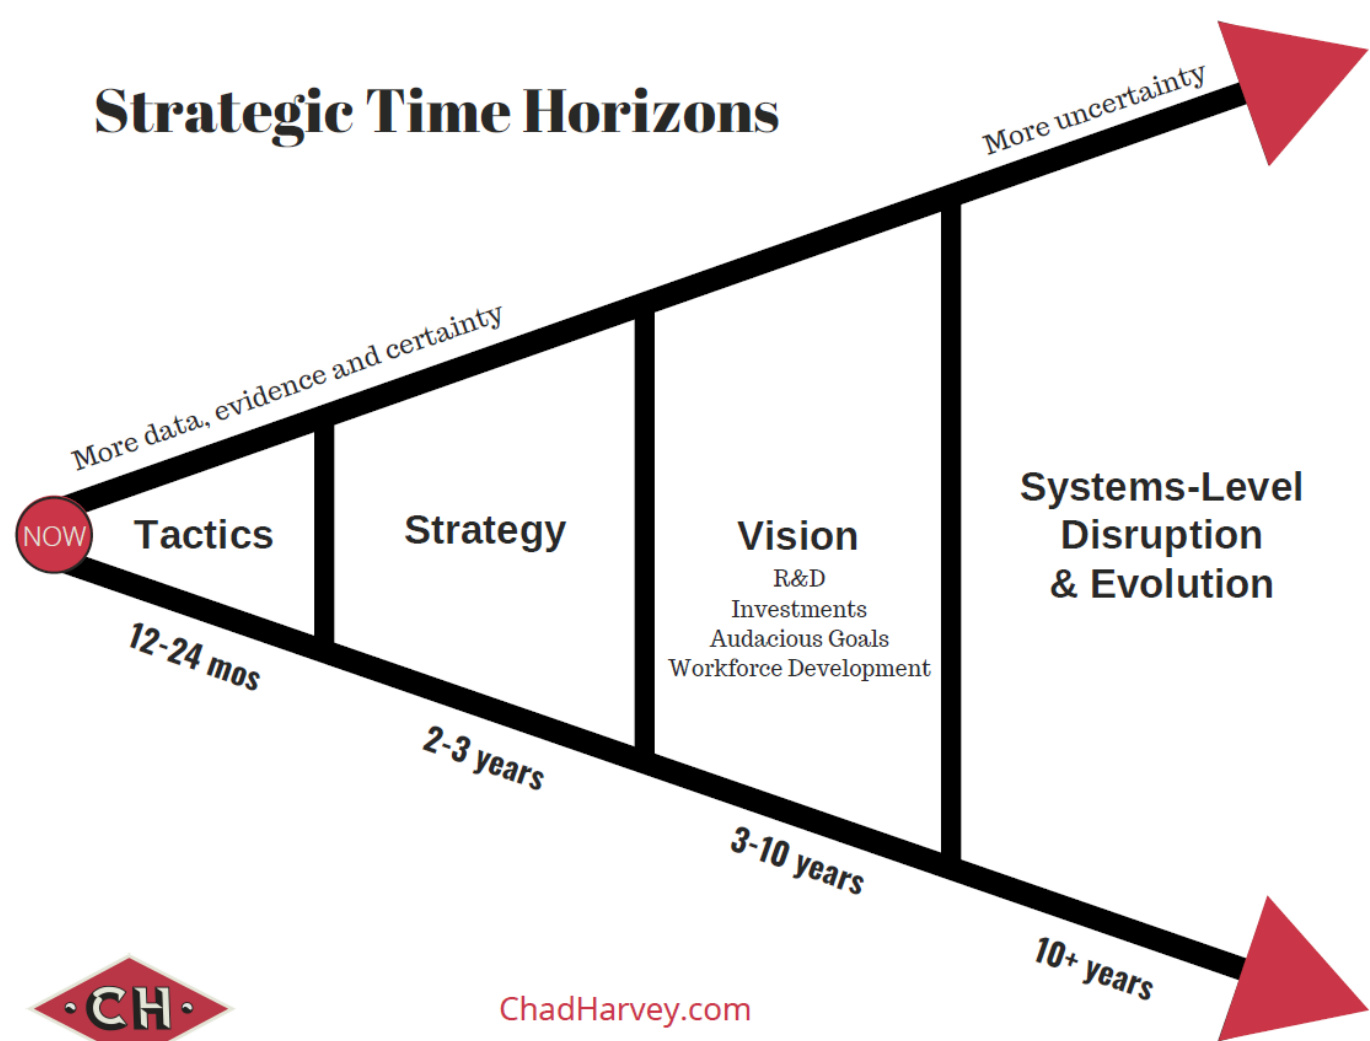 Strategic Time Horizons
More uncertainty
More data, evidence and certainty
NOW
Tactics
Strategy
Vision
R&D
Investments
Audacious Goals
Workforce Development
Systems-Level
Disruption
& Evolution
12-24 mos
2-3 years
3-10 years
10+ years
·CH·
ChadHarvey.com